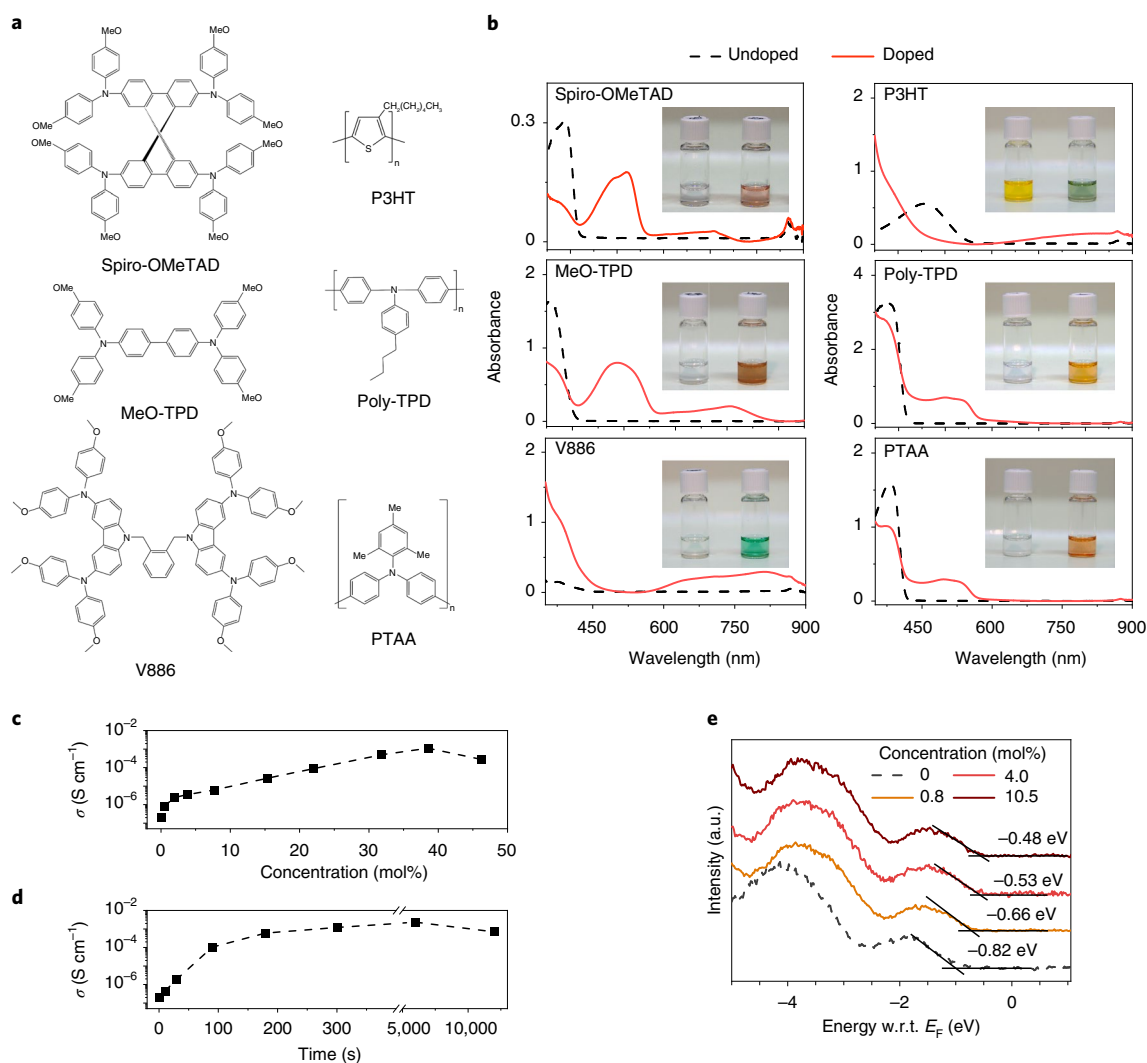 a
MeO
OMe
N
N
OMe
MeO
OMe
MeO
N
N
OMe
MeO
Spiro-OMeTAD
CH₂(CH₂)₄CH₃
S
n
P3HT
OMe
MeO
N
N
OMe
MeO
MeO-TPD
N
n
Poly-TPD
O
O
N
N
O
O
N
N
O
O
N
N
O
O
V886
Me
Me
Me
N
n
PTAA
b
Undoped Doped
Absorbance
Spiro-OMeTAD
0.3
0
MeO-TPD
2
1
0
V886
2
1
0
450 600 750 900
Wavelength (nm)
Absorbance
P3HT
2
1
0
Poly-TPD
4
2
0
PTAA
2
1
0
450 600 750 900
Wavelength (nm)
c
σ (S cm⁻¹)
10⁻²
10⁻⁴
10⁻⁶
0 10 20 30 40 50
Concentration (mol%)
d
σ (S cm⁻¹)
10⁻²
10⁻⁴
10⁻⁶
0 100 200 300 5,000 10,000
Time (s)
e
Intensity (a.u.)
Concentration (mol%)
0 4.0
0.8 10.5
−0.48 eV
−0.53 eV
−0.66 eV
−0.82 eV
−4 −2 0
Energy w.r.t. E_F (eV)